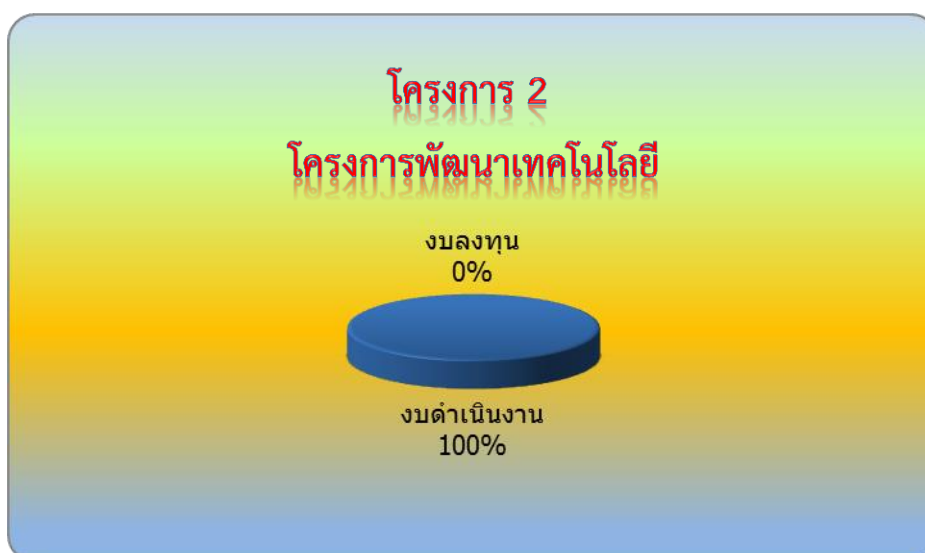 โครงการ 2
โครงการพัฒนาเทคโนโลยี
งบลงทุน
0%
งบดำเนินงาน
100%